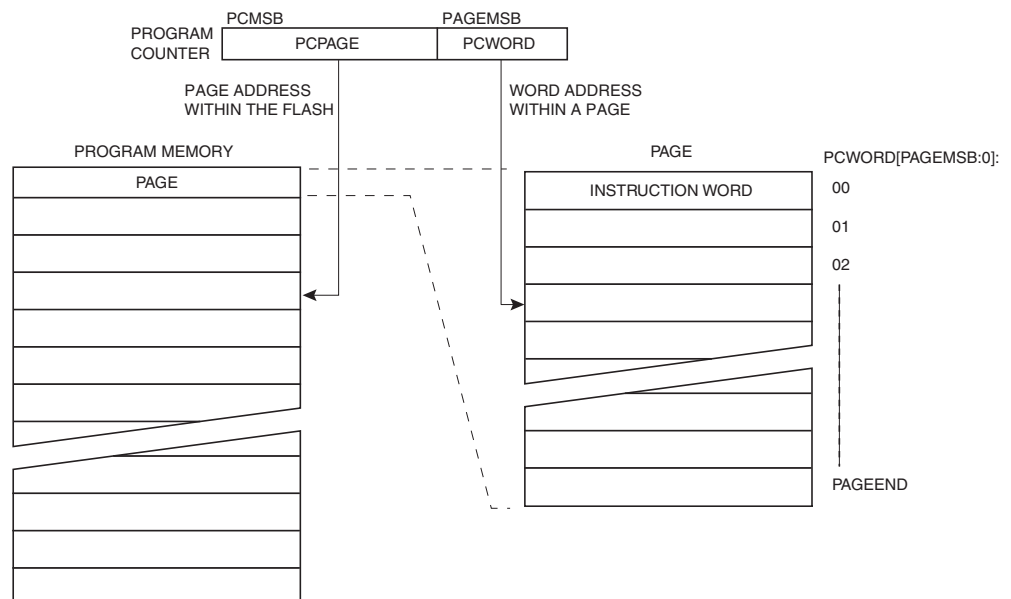 PCMSB
PAGEMSB
PROGRAM
COUNTER
PCPAGE
PCWORD
PAGE ADDRESS
WITHIN THE FLASH
WORD ADDRESS
WITHIN A PAGE
PROGRAM MEMORY
PAGE
PAGE
INSTRUCTION WORD
PCWORD[PAGEMSB:0]:
00
01
02
PAGEEND